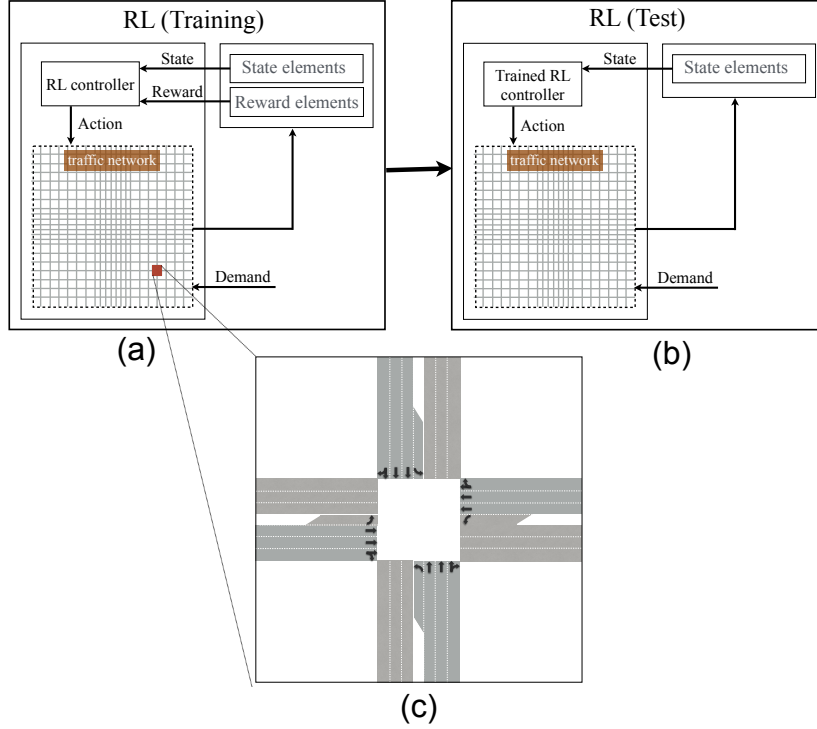 RL (Training)
State
State elements
RL controller
Reward
Reward elements
Action
traffic network
Demand
(a)
RL (Test)
State
State elements
Trained RL
controller
Action
traffic network
Demand
(b)
(c)